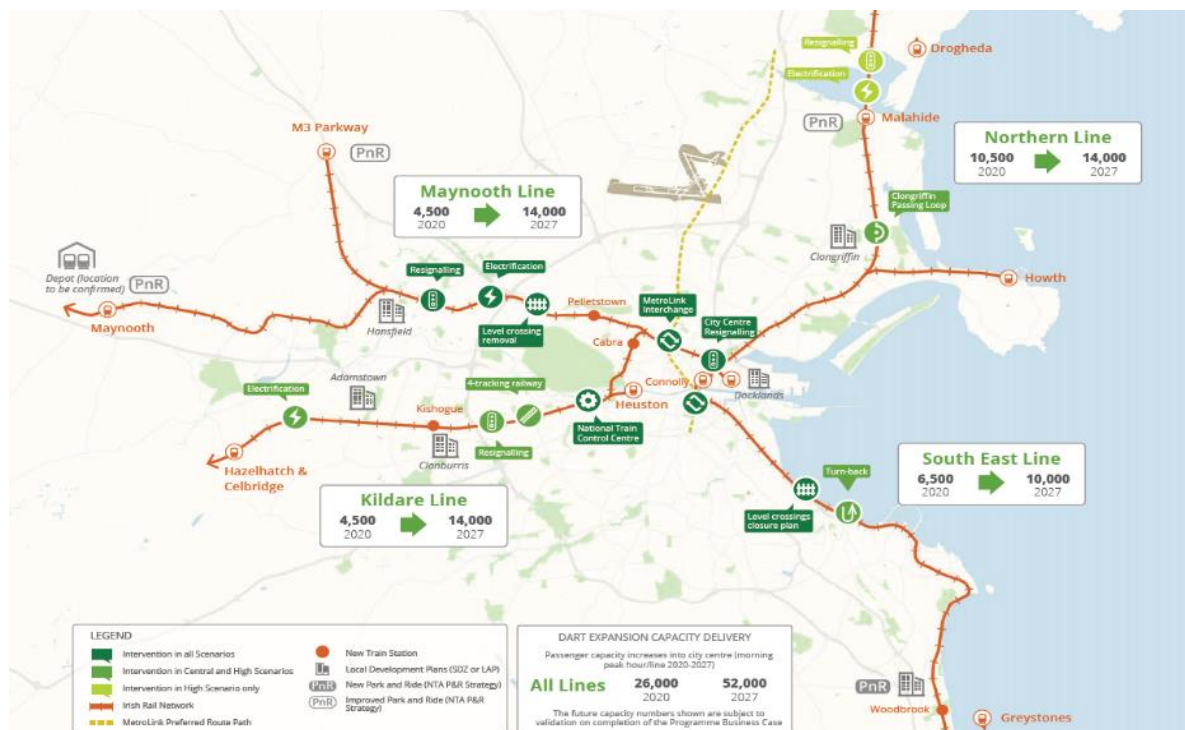 Resignalling
Drogheda
Electrification
PnR
Malahide
M3 Parkway
PnR
Northern Line
10,500
14,000
2020
2027
Maynooth Line
4,500
14,000
2020
2027
Clongriffin
Passing Loop
Clongriffin
Depot (location
to be confirmed)
PnR
Resignalling
Electrification
Howth
Maynooth
Hansfield
Level crossing
removal
Pelletstown
MetroLink
Interchange
City Centre
Resignalling
Cabra
Connolly
Docklands
Electrification
Adamstown
4-tracking railway
Kishogue
Heuston
National Train
Control Centre
Resignalling
Clonburris
Hazelhatch &
Celbridge
Kildare Line
4,500
14,000
2020
2027
South East Line
6,500
10,000
2020
2027
Turn-back
Level crossings
closure plan
LEGEND
Intervention in all Scenarios
Intervention in Central and High Scenarios
Intervention in High Scenario only
Irish Rail Network
MetroLink Preferred Route Path
New Train Station
Local Development Plans (SDZ or LAP)
PnR
New Park and Ride (NTA P&R Strategy)
PnR
Improved Park and Ride (NTA P&R
Strategy)
DART EXPANSION CAPACITY DELIVERY
Passenger capacity increases into city centre (morning
peak hour/line 2020-2027)
All Lines
26,000
52,000
2020
2027
The future capacity numbers shown are subject to
validation on completion of the Programme Business Case
PnR
Woodbrook
Greystones